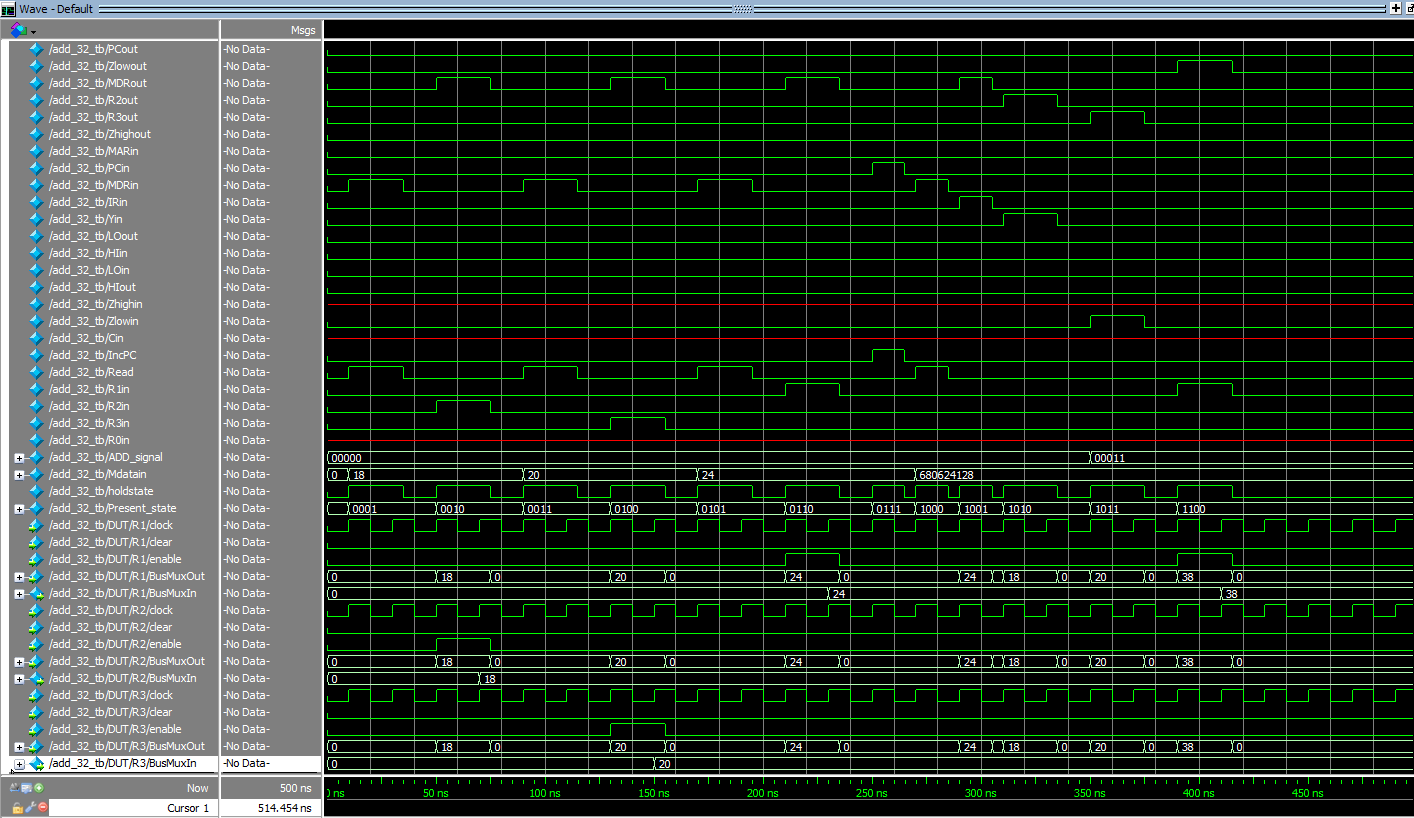 Wave - Default
Msgs
/add_32_tb/PCout -No Data-
/add_32_tb/Zlowout -No Data-
/add_32_tb/MDRout -No Data-
/add_32_tb/R2out -No Data-
/add_32_tb/R3out -No Data-
/add_32_tb/Zhighout -No Data-
/add_32_tb/MARin -No Data-
/add_32_tb/PCin -No Data-
/add_32_tb/MDRin -No Data-
/add_32_tb/IRin -No Data-
/add_32_tb/Yin -No Data-
/add_32_tb/LOout -No Data-
/add_32_tb/HIin -No Data-
/add_32_tb/LOin -No Data-
/add_32_tb/HIout -No Data-
/add_32_tb/Zhighin -No Data-
/add_32_tb/Zlowin -No Data-
/add_32_tb/Cin -No Data-
/add_32_tb/IncPC -No Data-
/add_32_tb/Read -No Data-
/add_32_tb/R1in -No Data-
/add_32_tb/R2in -No Data-
/add_32_tb/R3in -No Data-
/add_32_tb/R0in -No Data-
/add_32_tb/ADD_signal -No Data- 00000 00011
/add_32_tb/Mdatain -No Data- 0 18 20 24 680624128
/add_32_tb/holdstate -No Data-
/add_32_tb/Present_state -No Data- 0001 0010 0011 0100 0101 0110 0111 1000 1001 1010 1011 1100
/add_32_tb/DUT/R1/clock -No Data-
/add_32_tb/DUT/R1/clear -No Data-
/add_32_tb/DUT/R1/enable -No Data-
/add_32_tb/DUT/R1/BusMuxOut -No Data- 0 18 0 20 0 24 0 24 18 0 20 0 38 0
/add_32_tb/DUT/R1/BusMuxIn -No Data- 0 24 38
/add_32_tb/DUT/R2/clock -No Data-
/add_32_tb/DUT/R2/clear -No Data-
/add_32_tb/DUT/R2/enable -No Data-
/add_32_tb/DUT/R2/BusMuxOut -No Data- 0 18 0 20 0 24 0 24 18 0 20 0 38 0
/add_32_tb/DUT/R2/BusMuxIn -No Data- 0 18
/add_32_tb/DUT/R3/clock -No Data-
/add_32_tb/DUT/R3/clear -No Data-
/add_32_tb/DUT/R3/enable -No Data-
/add_32_tb/DUT/R3/BusMuxOut -No Data- 0 18 0 20 0 24 0 24 18 0 20 0 38 0
/add_32_tb/DUT/R3/BusMuxIn -No Data- 0 20
Now 500 ns
Cursor 1 514.454 ns
ns 50 ns 100 ns 150 ns 200 ns 250 ns 300 ns 350 ns 400 ns 450 ns